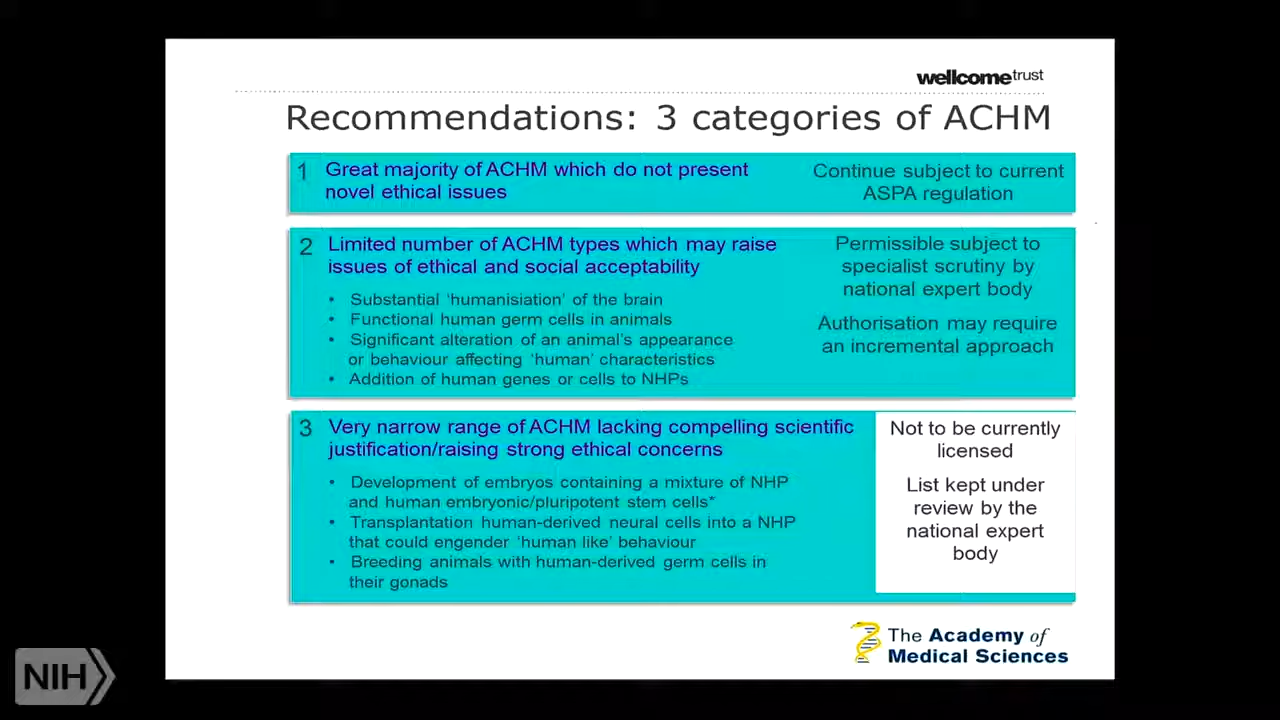 wellcometrust
Recommendations: 3 categories of ACHM
1 Great majority of ACHM which do not present
novel ethical issues
Continue subject to current
ASPA regulation
2 Limited number of ACHM types which may raise
issues of ethical and social acceptability
• Substantial ‘humanisiation’ of the brain
• Functional human germ cells in animals
• Significant alteration of an animal’s appearance
or behaviour affecting ‘human’ characteristics
• Addition of human genes or cells to NHPs
Permissible subject to
specialist scrutiny by
national expert body
Authorisation may require
an incremental approach
3 Very narrow range of ACHM lacking compelling scientific
justification/raising strong ethical concerns
• Development of embryos containing a mixture of NHP
and human embryonic/pluripotent stem cells*
• Transplantation human-derived neural cells into a NHP
that could engender ‘human like’ behaviour
• Breeding animals with human-derived germ cells in
their gonads
Not to be currently
licensed
List kept under
review by the
national expert
body
The Academy of
Medical Sciences
NIH